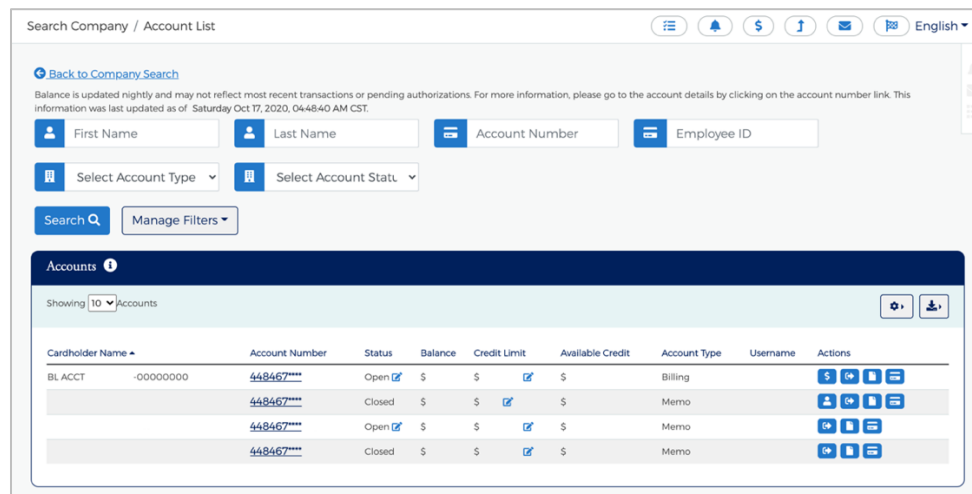 Search Company / Account List
English
Back to Company Search
Balance is updated nightly and may not reflect most recent transactions or pending authorizations. For more information, please go to the account details by clicking on the account number link. This
information was last updated as of Saturday Oct 17, 2020, 04:48:40 AM CST.
First Name Last Name Account Number Employee ID
Select Account Type Select Account Statu
Search Manage Filters
Accounts
Showing 10 Accounts
Cardholder Name Account Number Status Balance Credit Limit Available Credit Account Type Username Actions
BL ACCT -00000000 448467**** Open $ $ $ Billing $
448467**** Closed $ $ $ Memo
448467**** Open $ $ $ Memo
448467**** Closed $ $ $ Memo